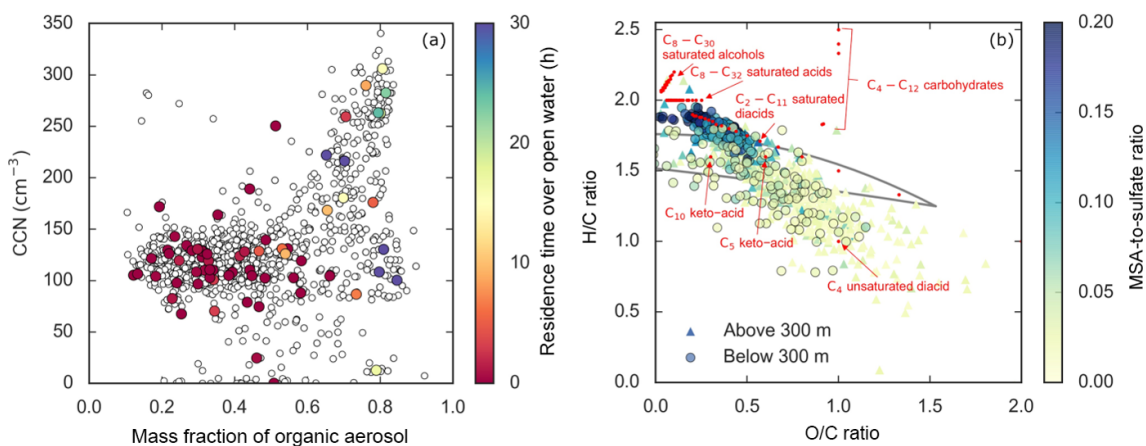 (a)
350
300
250
200
150
100
50
0
CCN (cm⁻³)
0.0 0.2 0.4 0.6 0.8 1.0
Mass fraction of organic aerosol
30
20
10
0
Residence time over open water (h)
(b)
2.5
2.0
1.5
1.0
0.5
0.0
H/C ratio
C₈ − C₃₀
saturated alcohols
C₈ − C₃₂ saturated acids
C₂ − C₁₁ saturated
diacids
C₄ − C₁₂ carbohydrates
C₁₀ keto−acid
C₅ keto−acid
C₄ unsaturated diacid
Above 300 m
Below 300 m
0.0 0.5 1.0 1.5 2.0
O/C ratio
0.20
0.15
0.10
0.05
0.00
MSA-to-sulfate ratio